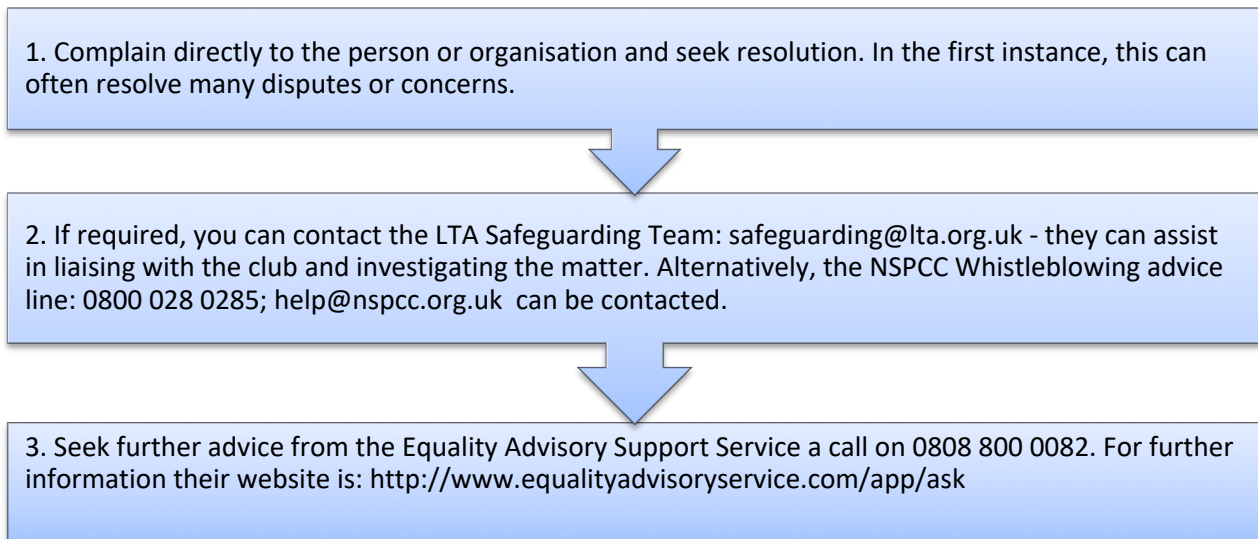 1. Complain directly to the person or organisation and seek resolution. In the first instance, this can
often resolve many disputes or concerns.
2. If required, you can contact the LTA Safeguarding Team: safeguarding@lta.org.uk - they can assist
in liaising with the club and investigating the matter. Alternatively, the NSPCC Whistleblowing advice
line: 0800 028 0285; help@nspcc.org.uk  can be contacted.
3. Seek further advice from the Equality Advisory Support Service a call on 0808 800 0082. For further
information their website is: http://www.equalityadvisoryservice.com/app/ask